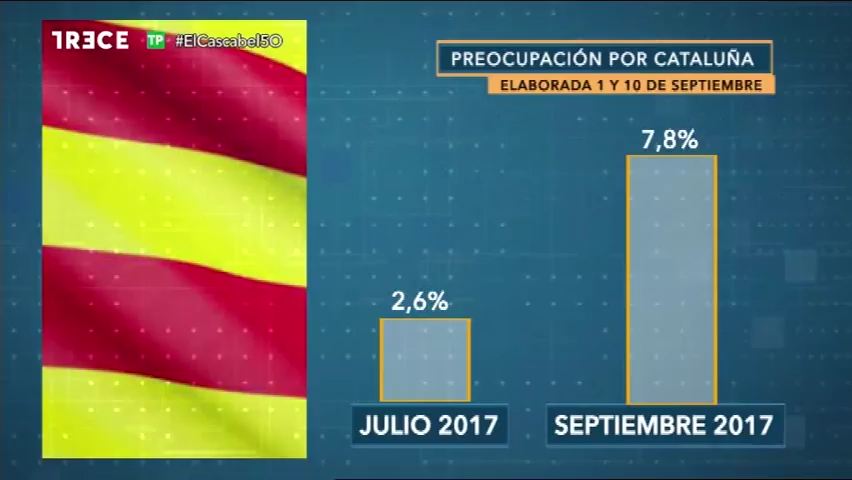 TRECE TP #ElCascabel5O
PREOCUPACIÓN POR CATALUÑA
ELABORADA 1 Y 10 DE SEPTIEMBRE
7,8%
2,6%
JULIO 2017
SEPTIEMBRE 2017